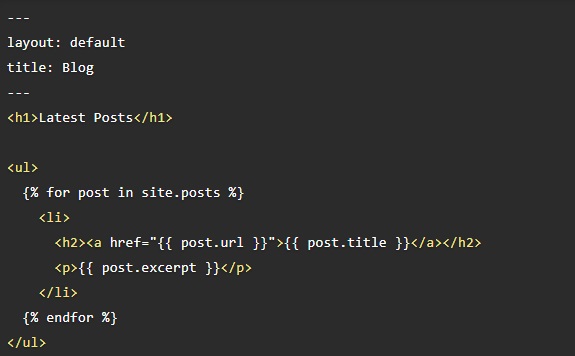 ---
layout: default
title: Blog
---
<h1>Latest Posts</h1>

<ul>
  {% for post in site.posts %}
    <li>
      <h2><a href="{{ post.url }}">{{ post.title }}</a></h2>
      <p>{{ post.excerpt }}</p>
    </li>
  {% endfor %}
</ul>